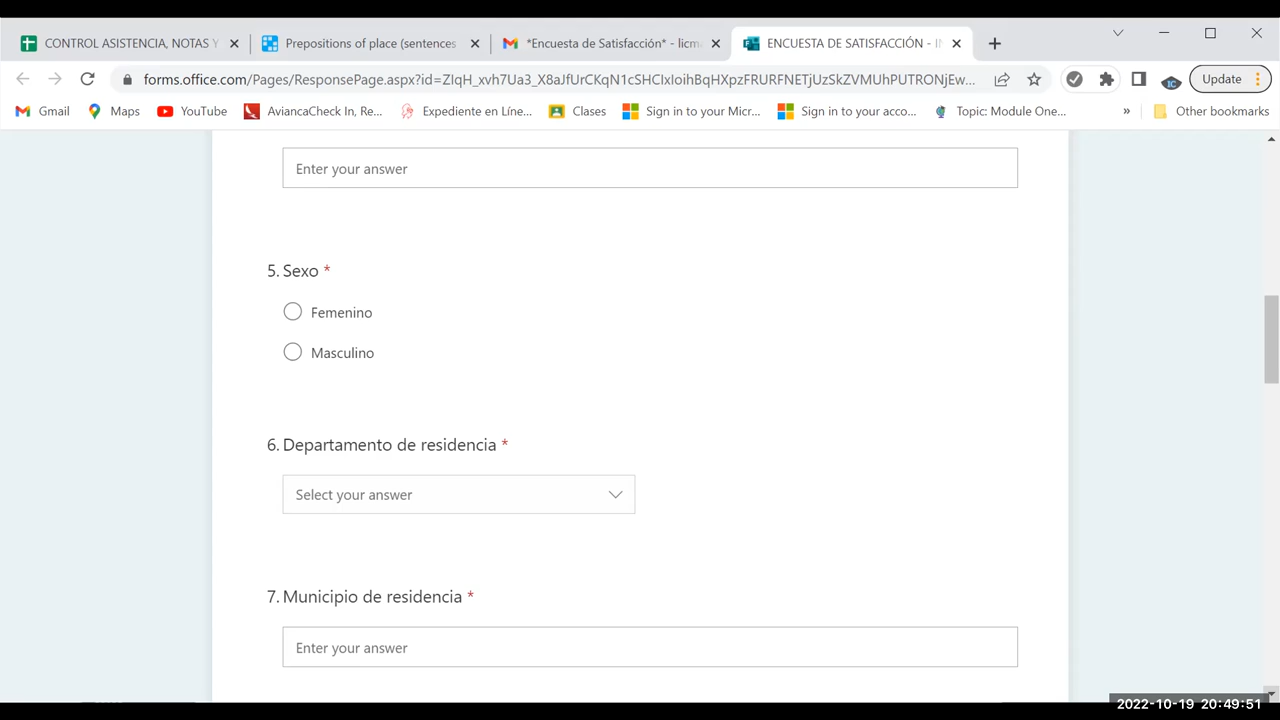 CONTROL ASISTENCIA, NOTAS Y
Prepositions of place (sentences
*Encuesta de Satisfacción* - licm
ENCUESTA DE SATISFACCIÓN - IN
forms.office.com/Pages/ResponsePage.aspx?id=ZIqH_xvh7Ua3_X8aJfUrCKqN1cSHCIxIoihBqHXpzFRURFNETjUzSkZVMUhPUTRONjEw...
Update
Gmail
Maps
YouTube
AviancaCheck In, Re...
Expediente en Líne...
Classes
Sign in to your Micr...
Sign in to your acco...
Topic: Module One...
»
Other bookmarks
Enter your answer
5. Sexo *
Femenino
Masculino
6. Departamento de residencia *
Select your answer
7. Municipio de residencia *
Enter your answer
2022-10-19 20:49:51